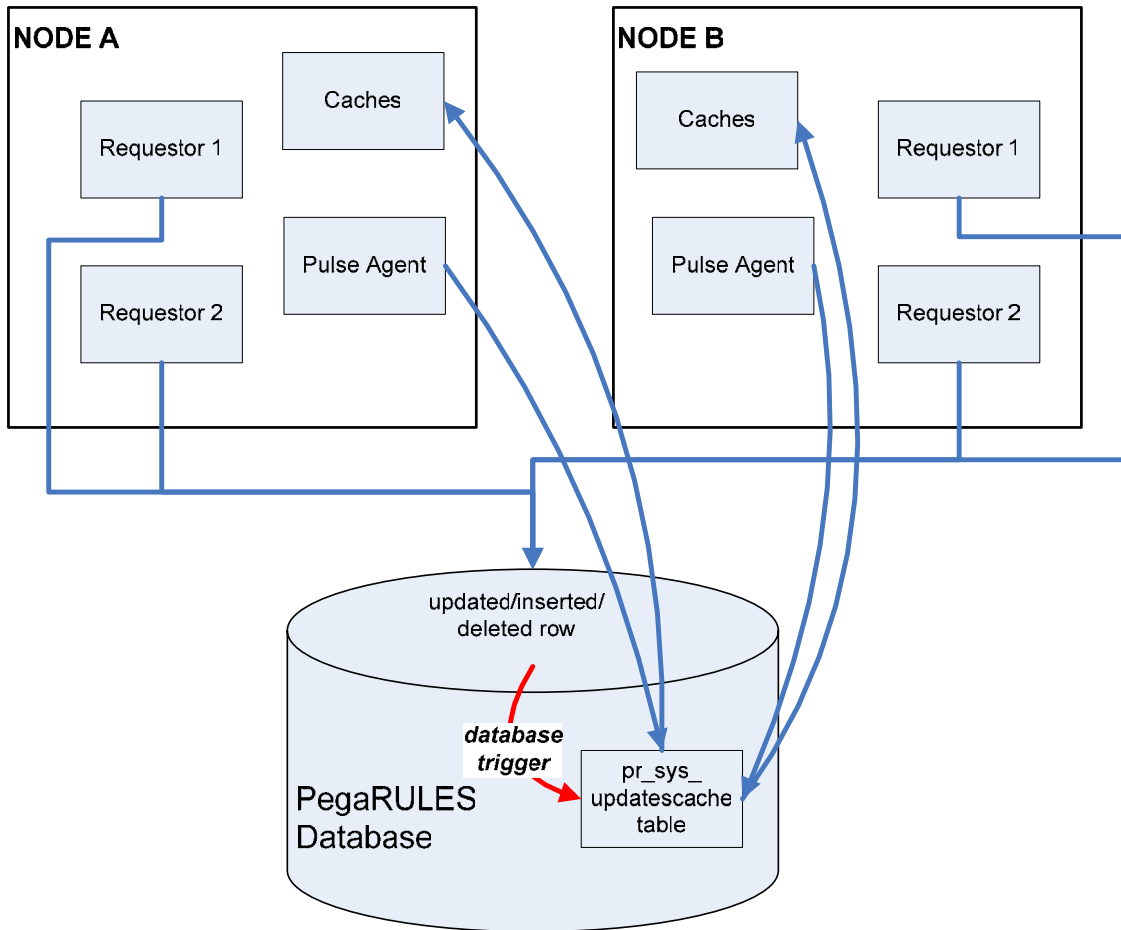 NODE A
Caches
Requestor 1
Pulse Agent
Requestor 2
NODE B
Caches
Requestor 1
Pulse Agent
Requestor 2
updated/inserted/
deleted row
database
trigger
pr_sys_
updatescache
table
PegaRULES
Database